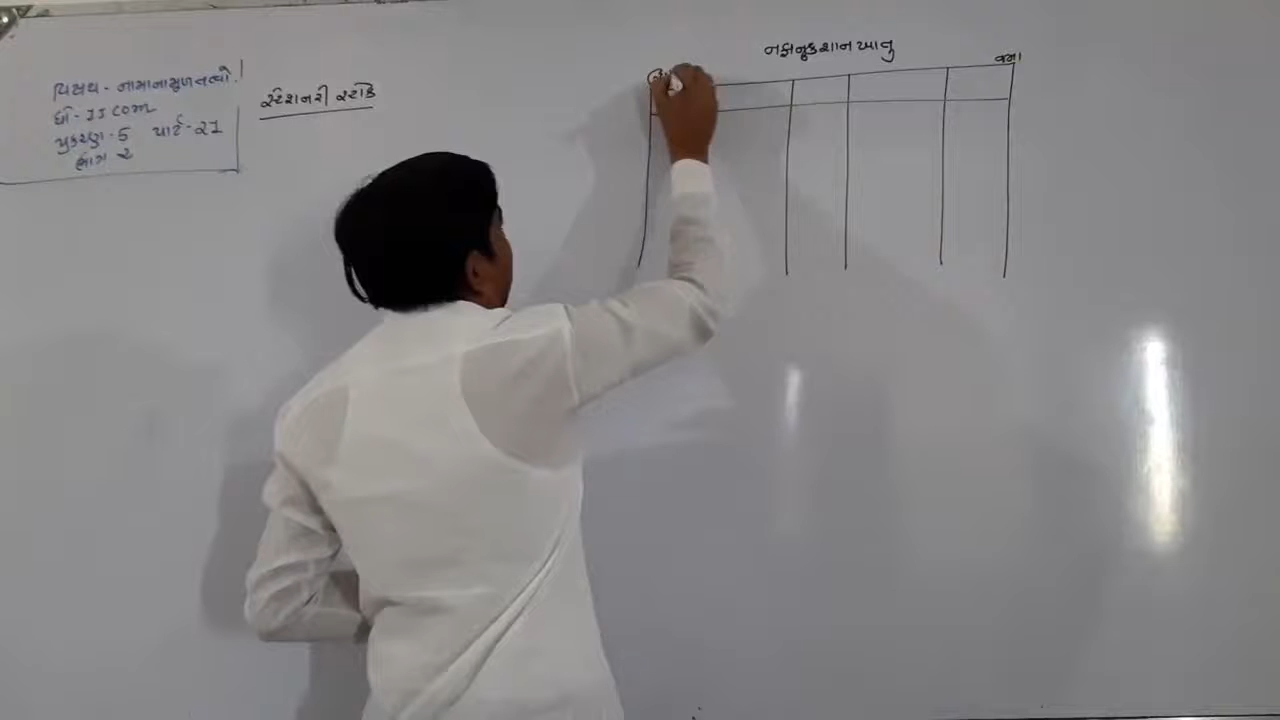 વિષય - નામાના મુળતત્વો.
ધો - 11 COM
પ્રકરણ - 5 પાર્ટ - 21
ભાગ 2
સ્ટેશનરી સ્ટોક
નફાનુકશાન ખાતુ
જમા